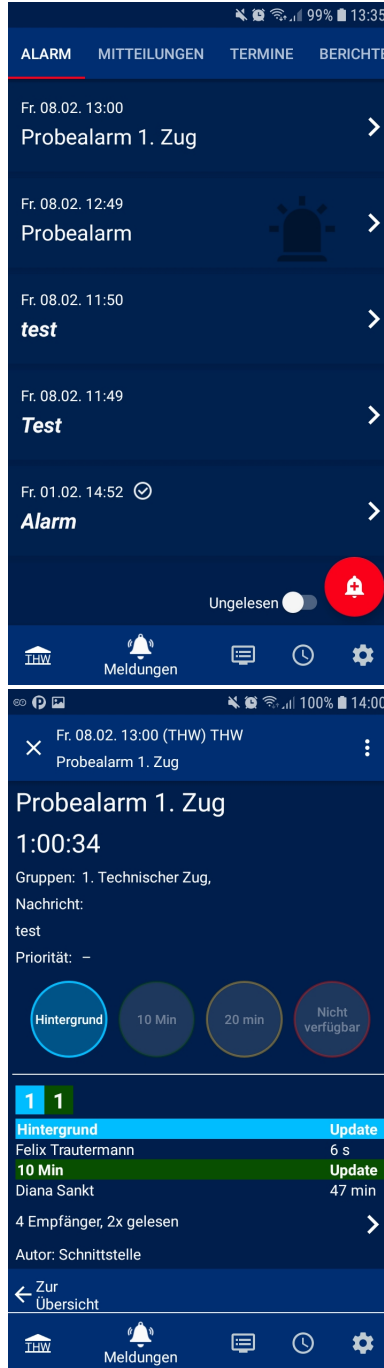 99% 13:35
ALARM MITTEILUNGEN TERMINE BERICHTE
Fr. 08.02. 13:00
Probealarm 1. Zug
Fr. 08.02. 12:49
Probealarm
Fr. 08.02. 11:50
test
Fr. 08.02. 11:49
Test
Fr. 01.02. 14:52
Alarm
Ungelesen
THW
Meldungen
100% 14:00
Fr. 08.02. 13:00 (THW) THW
Probealarm 1. Zug
Probealarm 1. Zug
1:00:34
Gruppen: 1. Technischer Zug,
Nachricht:
test
Priorität: –
Hintergrund 10 Min 20 min Nicht
verfügbar
1 1
Hintergrund Update
Felix Trautermann 6 s
10 Min Update
Diana Sankt 47 min
4 Empfänger, 2x gelesen
Autor: Schnittstelle
Zur
Übersicht
THW
Meldungen